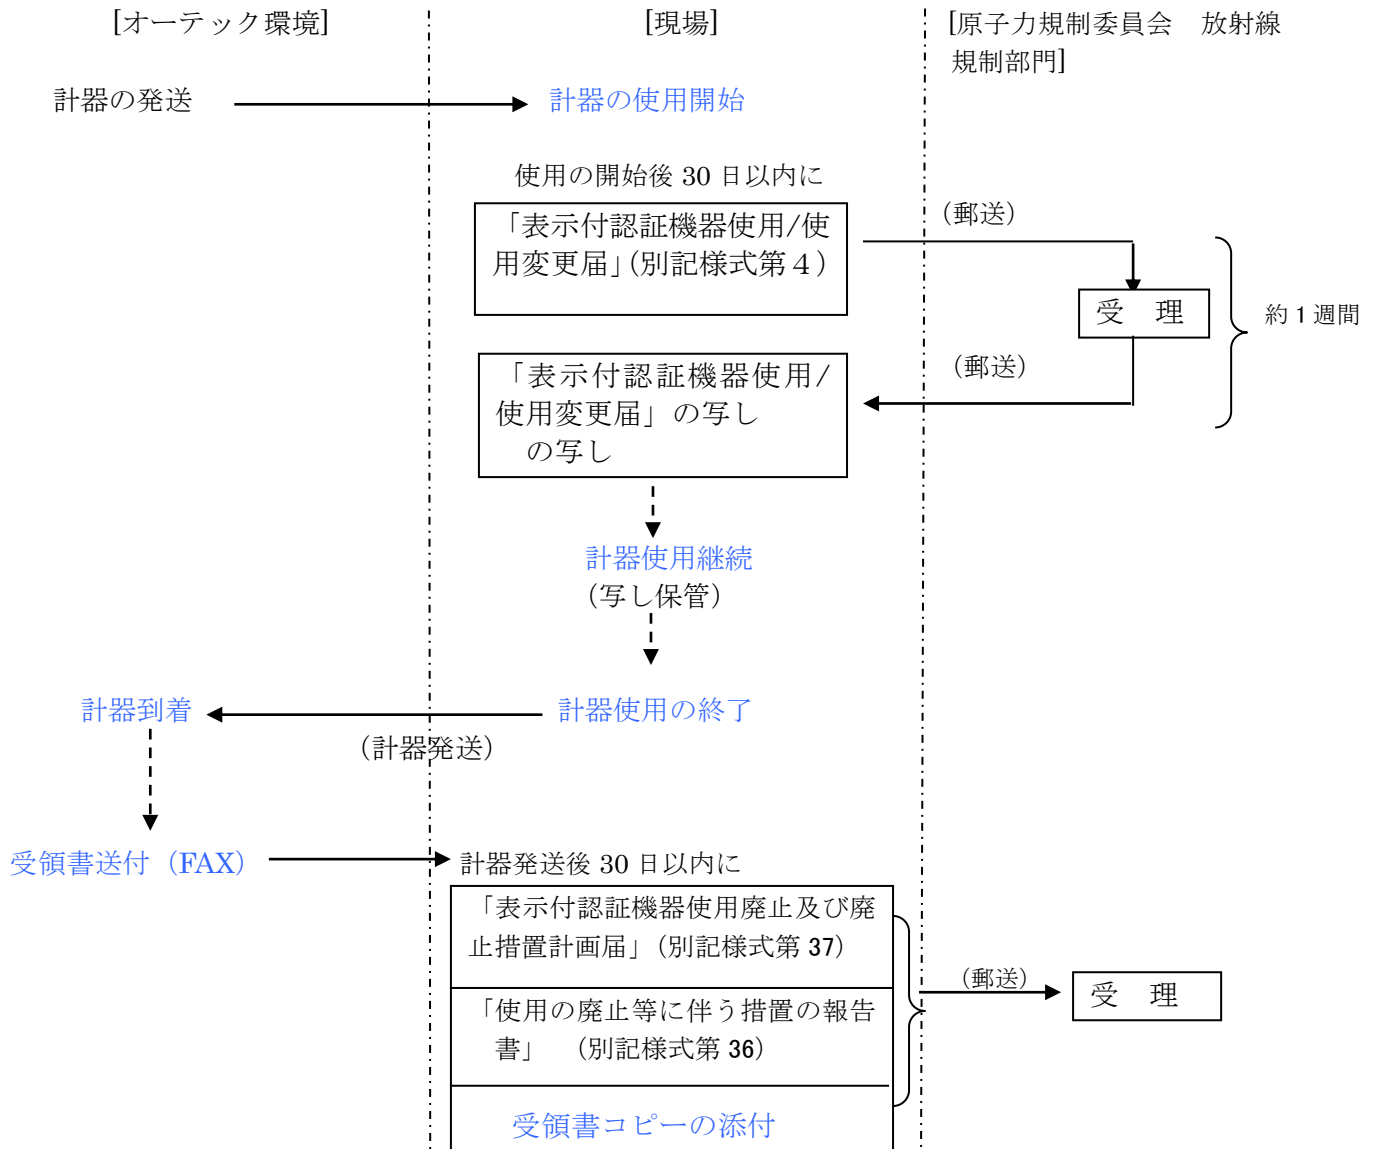 [オーテック環境]
[現場]
[原子力規制委員会　放射線
規制部門]
計器の発送
計器の使用開始
使用の開始後 30 日以内に
「表示付認証機器使用/使
用変更届」（別記様式第４）
（郵送）
受　理
約 1 週間
（郵送）
「表示付認証機器使用/
使用変更届」の写し
の写し
計器使用継続
（写し保管）
計器到着
計器使用の終了
（計器発送）
受領書送付（FAX）
計器発送後 30 日以内に
「表示付認証機器使用廃止及び廃
止措置計画届」（別記様式第 37）
（郵送）
受　理
「使用の廃止等に伴う措置の報告
書」　（別記様式第 36）
受領書コピーの添付